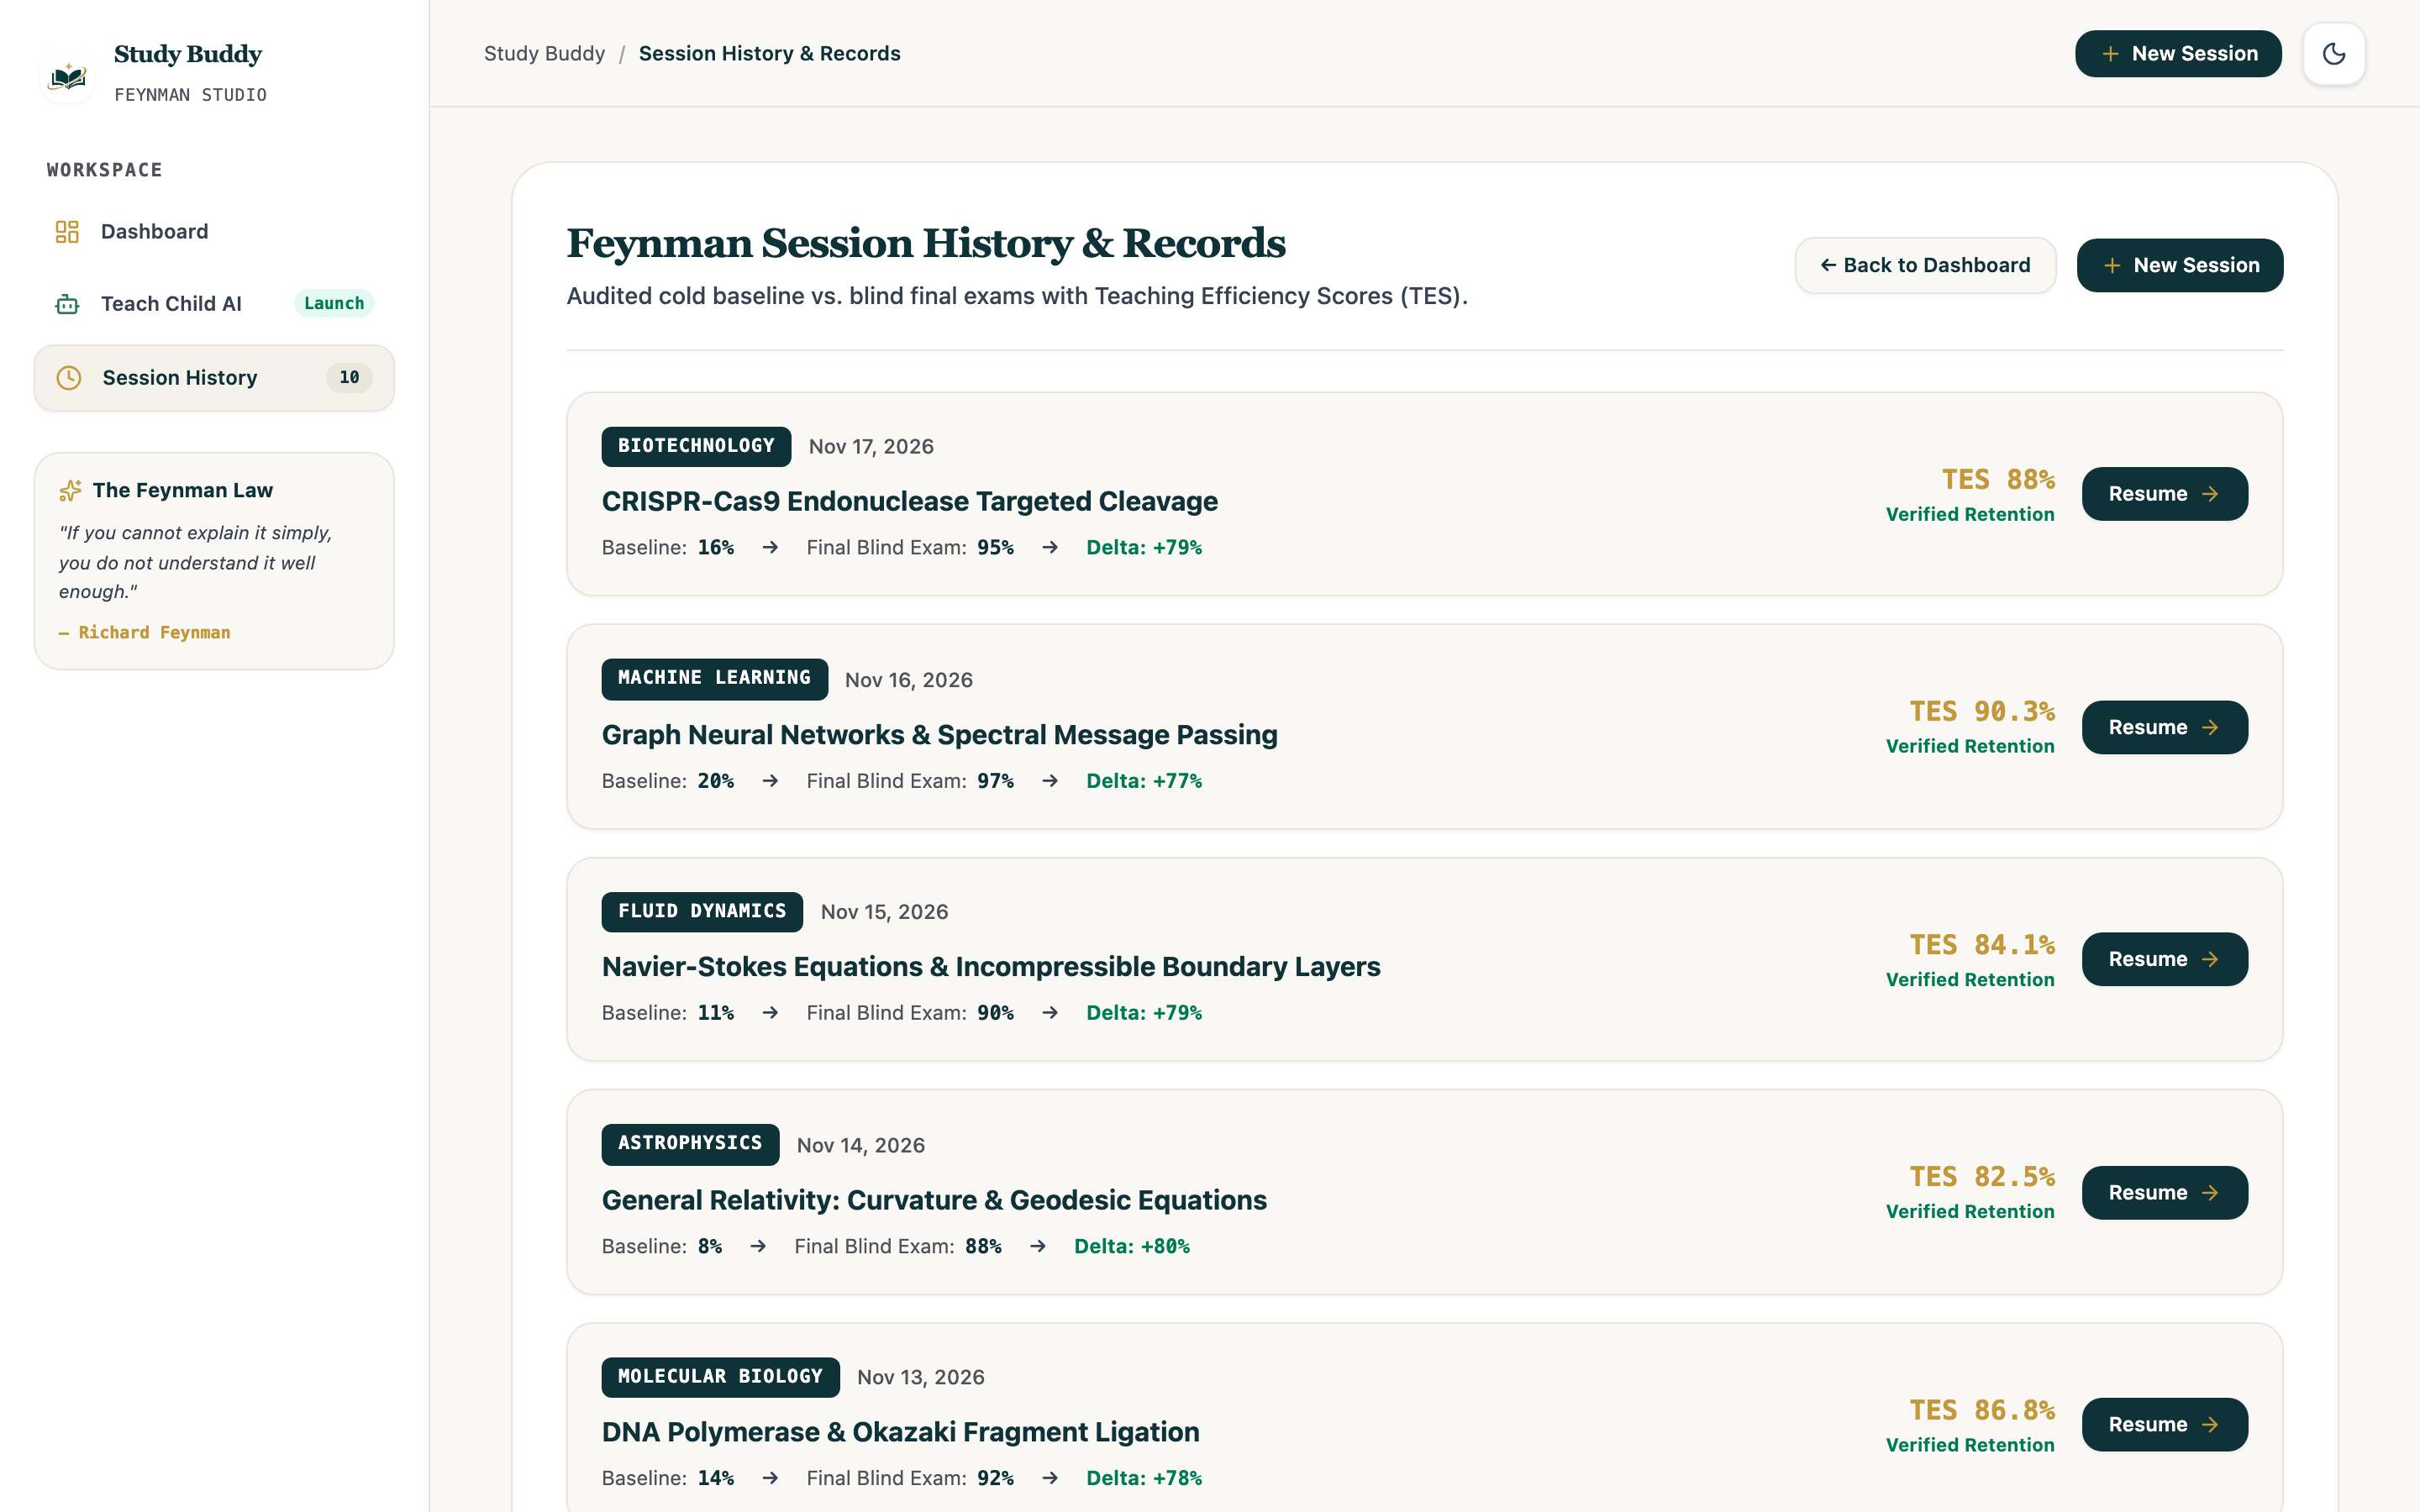 Study Buddy
FEYNMAN STUDIO
WORKSPACE
Dashboard
Teach Child AI Launch
Session History 10
The Feynman Law
"If you cannot explain it simply,
you do not understand it well
enough."
— Richard Feynman
Study Buddy / Session History & Records
+ New Session
Feynman Session History & Records
Audited cold baseline vs. blind final exams with Teaching Efficiency Scores (TES).
← Back to Dashboard
+ New Session
BIOTECHNOLOGY Nov 17, 2026
CRISPR-Cas9 Endonuclease Targeted Cleavage
Baseline: 16% → Final Blind Exam: 95% → Delta: +79%
TES 88%
Verified Retention
Resume →
MACHINE LEARNING Nov 16, 2026
Graph Neural Networks & Spectral Message Passing
Baseline: 20% → Final Blind Exam: 97% → Delta: +77%
TES 90.3%
Verified Retention
Resume →
FLUID DYNAMICS Nov 15, 2026
Navier-Stokes Equations & Incompressible Boundary Layers
Baseline: 11% → Final Blind Exam: 90% → Delta: +79%
TES 84.1%
Verified Retention
Resume →
ASTROPHYSICS Nov 14, 2026
General Relativity: Curvature & Geodesic Equations
Baseline: 8% → Final Blind Exam: 88% → Delta: +80%
TES 82.5%
Verified Retention
Resume →
MOLECULAR BIOLOGY Nov 13, 2026
DNA Polymerase & Okazaki Fragment Ligation
Baseline: 14% → Final Blind Exam: 92% → Delta: +78%
TES 86.8%
Verified Retention
Resume →